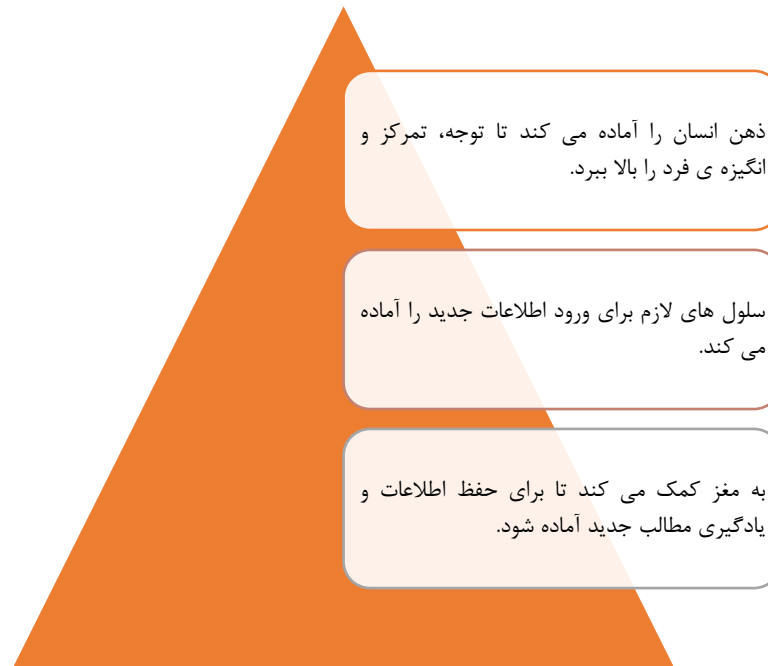 ذهن انسان را آماده می کند تا توجه، تمرکز و
انگیزه ی فرد را بالا ببرد.
سلول های لازم برای ورود اطلاعات جدید را آماده
می کند.
به مغز کمک می کند تا برای حفظ اطلاعات و
یادگیری مطالب جدید آماده شود.